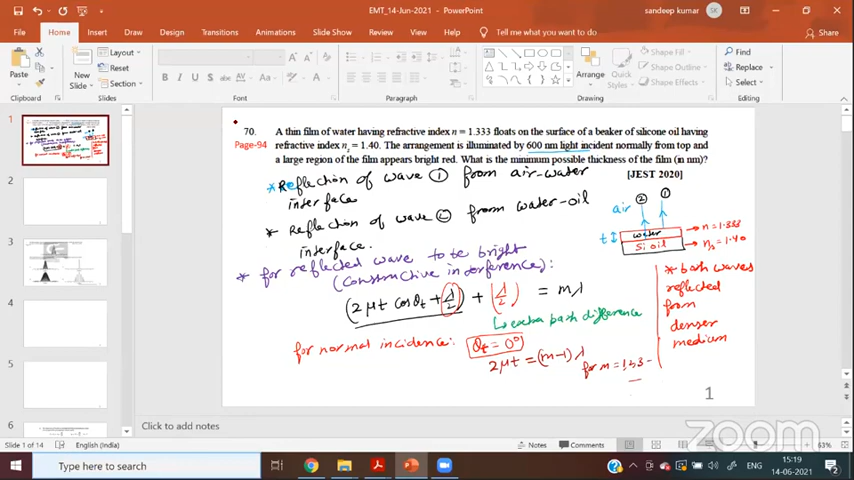 EMT_14-Jun-2021 - PowerPoint
sandeep kumar
SK
File
Home
Insert
Draw
Design
Transitions
Animations
Slide Show
Review
View
Help
Tell me what you want to do
Share
Paste
New
Slide
Layout
Reset
Section
Arrange
Quick
Styles
Shape Fill
Shape Outline
Shape Effects
Find
Replace
Select
Clipboard
Slides
Font
Paragraph
Drawing
Editing
1
2
3
4
5
6
70. A thin film of water having refractive index n = 1.333 floats on the surface of a beaker of silicone oil having
Page-94 refractive index n = 1.40. The arrangement is illuminated by 600 nm light incident normally from top and
a large region of the film appears bright red. What is the minimum possible thickness of the film (in nm)?
[JEST 2020]
* Reflection of wave ① from air-water
interface
* Reflection of wave ② from water-oil
interface.
* for reflected wave to be bright
(Constructive interference):
(2μt cosθt + λ/2) + (λ/2) = mλ
↳ extra path difference
for normal incidence: θt = 0°
2μt = (m-1)λ
for m = 1
② ①
air
t
water → n = 1.333
Si oil → ns = 1.40
* both waves
reflected
from
denser
medium
1
zoom
Click to add notes
Slide 1 of 14
English (India)
Notes
Comments
63%
Type here to search
ENG
15:19
14-06-2021
2